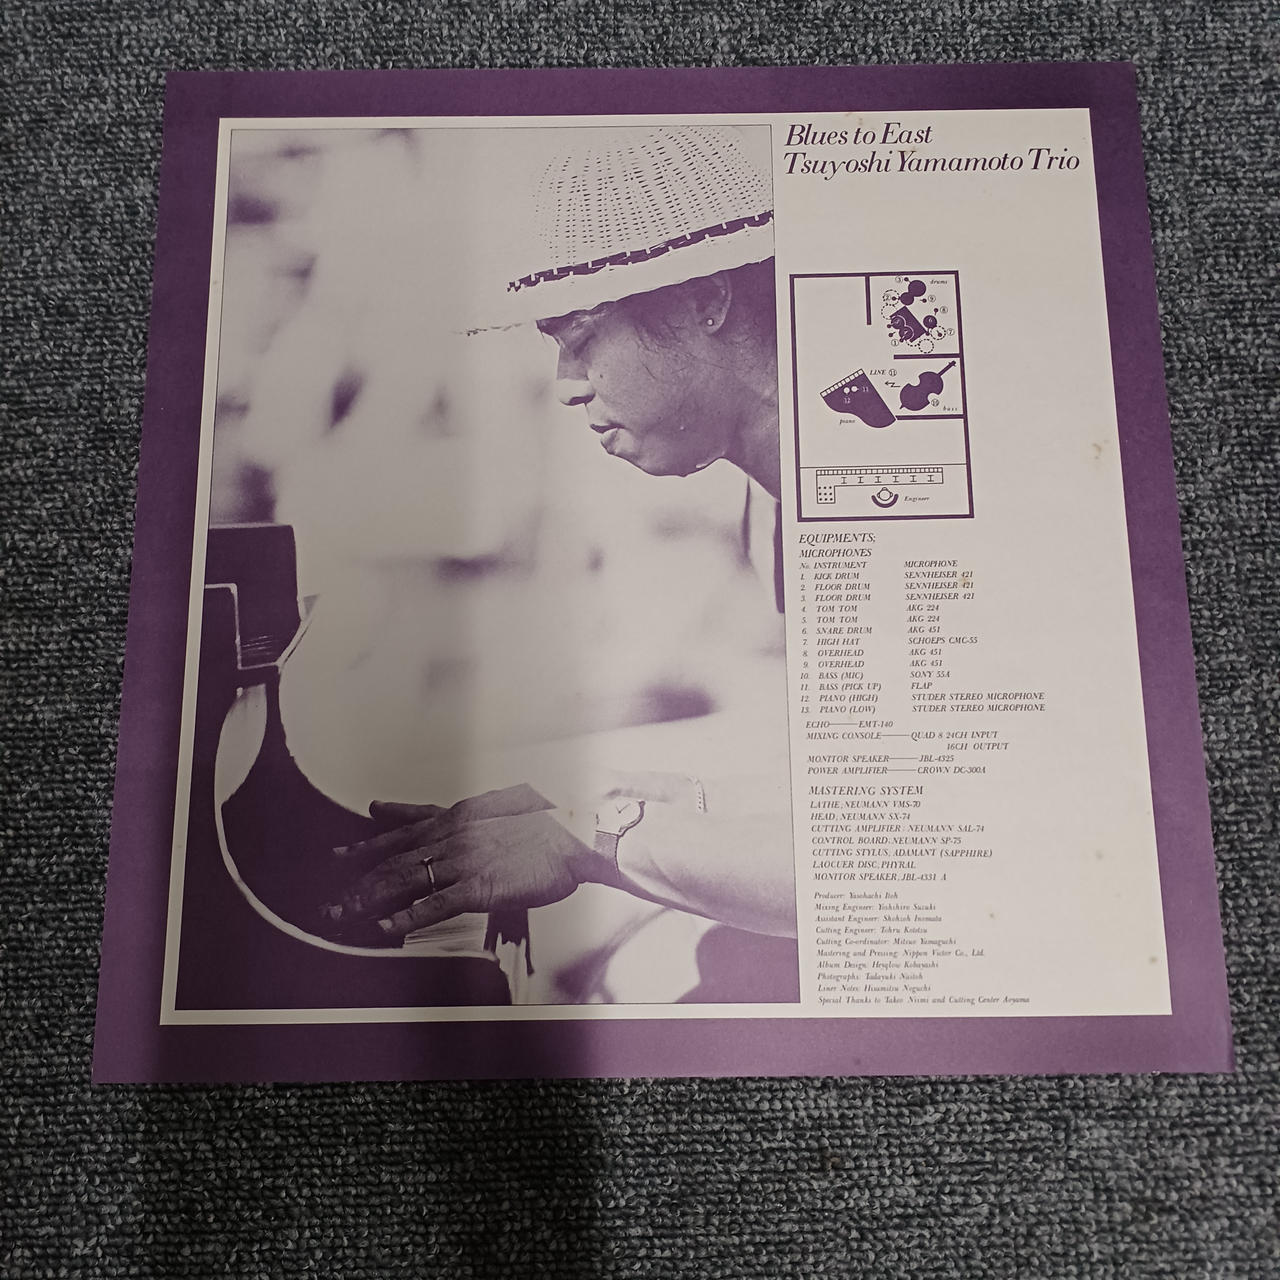 Blues to East
Tsuyoshi Yamamoto Trio
drums
LINE 11
bass
piano
Engineer
EQUIPMENTS;
MICROPHONES
No. INSTRUMENT MICROPHONE
1. KICK DRUM SENNHEISER 421
2. FLOOR DRUM SENNHEISER 421
3. FLOOR DRUM SENNHEISER 421
4. TOM TOM AKG 224
5. TOM TOM AKG 224
6. SNARE DRUM AKG 451
7. HIGH HAT SCHOEPS CMC-55
8. OVERHEAD AKG 451
9. OVERHEAD AKG 451
10. BASS (MIC) SONY 55A
11. BASS (PICK UP) FLAP
12. PIANO (HIGH) STUDER STEREO MICROPHONE
13. PIANO (LOW) STUDER STEREO MICROPHONE
ECHO——EMT-140
MIXING CONSOLE——QUAD 8 24CH INPUT
16CH OUTPUT
MONITOR SPEAKER——JBL-4325
POWER AMPLIFIER——CROWN DC-300A
MASTERING SYSTEM
LATHE; NEUMANN VMS-70
HEAD; NEUMANN SX-74
CUTTING AMPLIFIER; NEUMANN SAL-74
CONTROL BOARD; NEUMANN SP-75
CUTTING STYLUS; ADAMANT (SAPPHIRE)
LAOCUER DISC; PHYRAL
MONITOR SPEAKER; JBL-4331 A
Producer: Yasohachi Itoh
Mixing Engineer: Yoshihiro Suzuki
Assistant Engineer: Shohzoh Inomata
Cutting Engineer: Tohru Kotetsu
Cutting Co-ordinator: Mitsuo Yamaguchi
Mastering and Pressing: Nippon Victor Co., Ltd.
Album Design: Hesqlow Kobayashi
Photographs: Tadayuki Naitoh
Liner Notes: Hisamitsu Noguchi
Special Thanks to Takeo Nismi and Cutting Center Aoyama